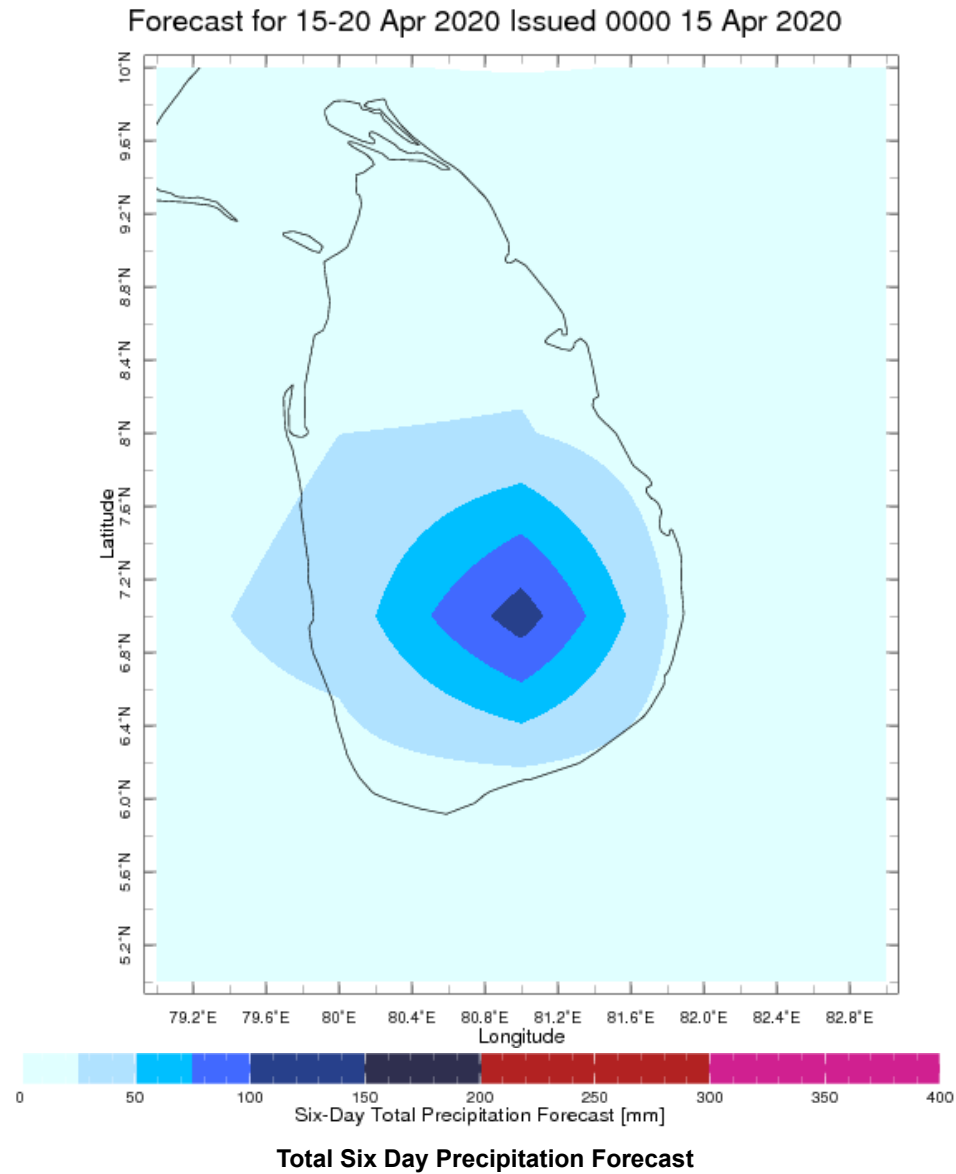 Forecast for 15-20 Apr 2020 Issued 0000 15 Apr 2020
10°N
9.6°N
9.2°N
8.8°N
8.4°N
8°N
7.6°N
7.2°N
6.8°N
6.4°N
6.0°N
5.6°N
5.2°N
Latitude
79.2°E 79.6°E 80°E 80.4°E 80.8°E 81.2°E 81.6°E 82.0°E 82.4°E 82.8°E
Longitude
0 50 100 150 200 250 300 350 400
Six-Day Total Precipitation Forecast [mm]
Total Six Day Precipitation Forecast